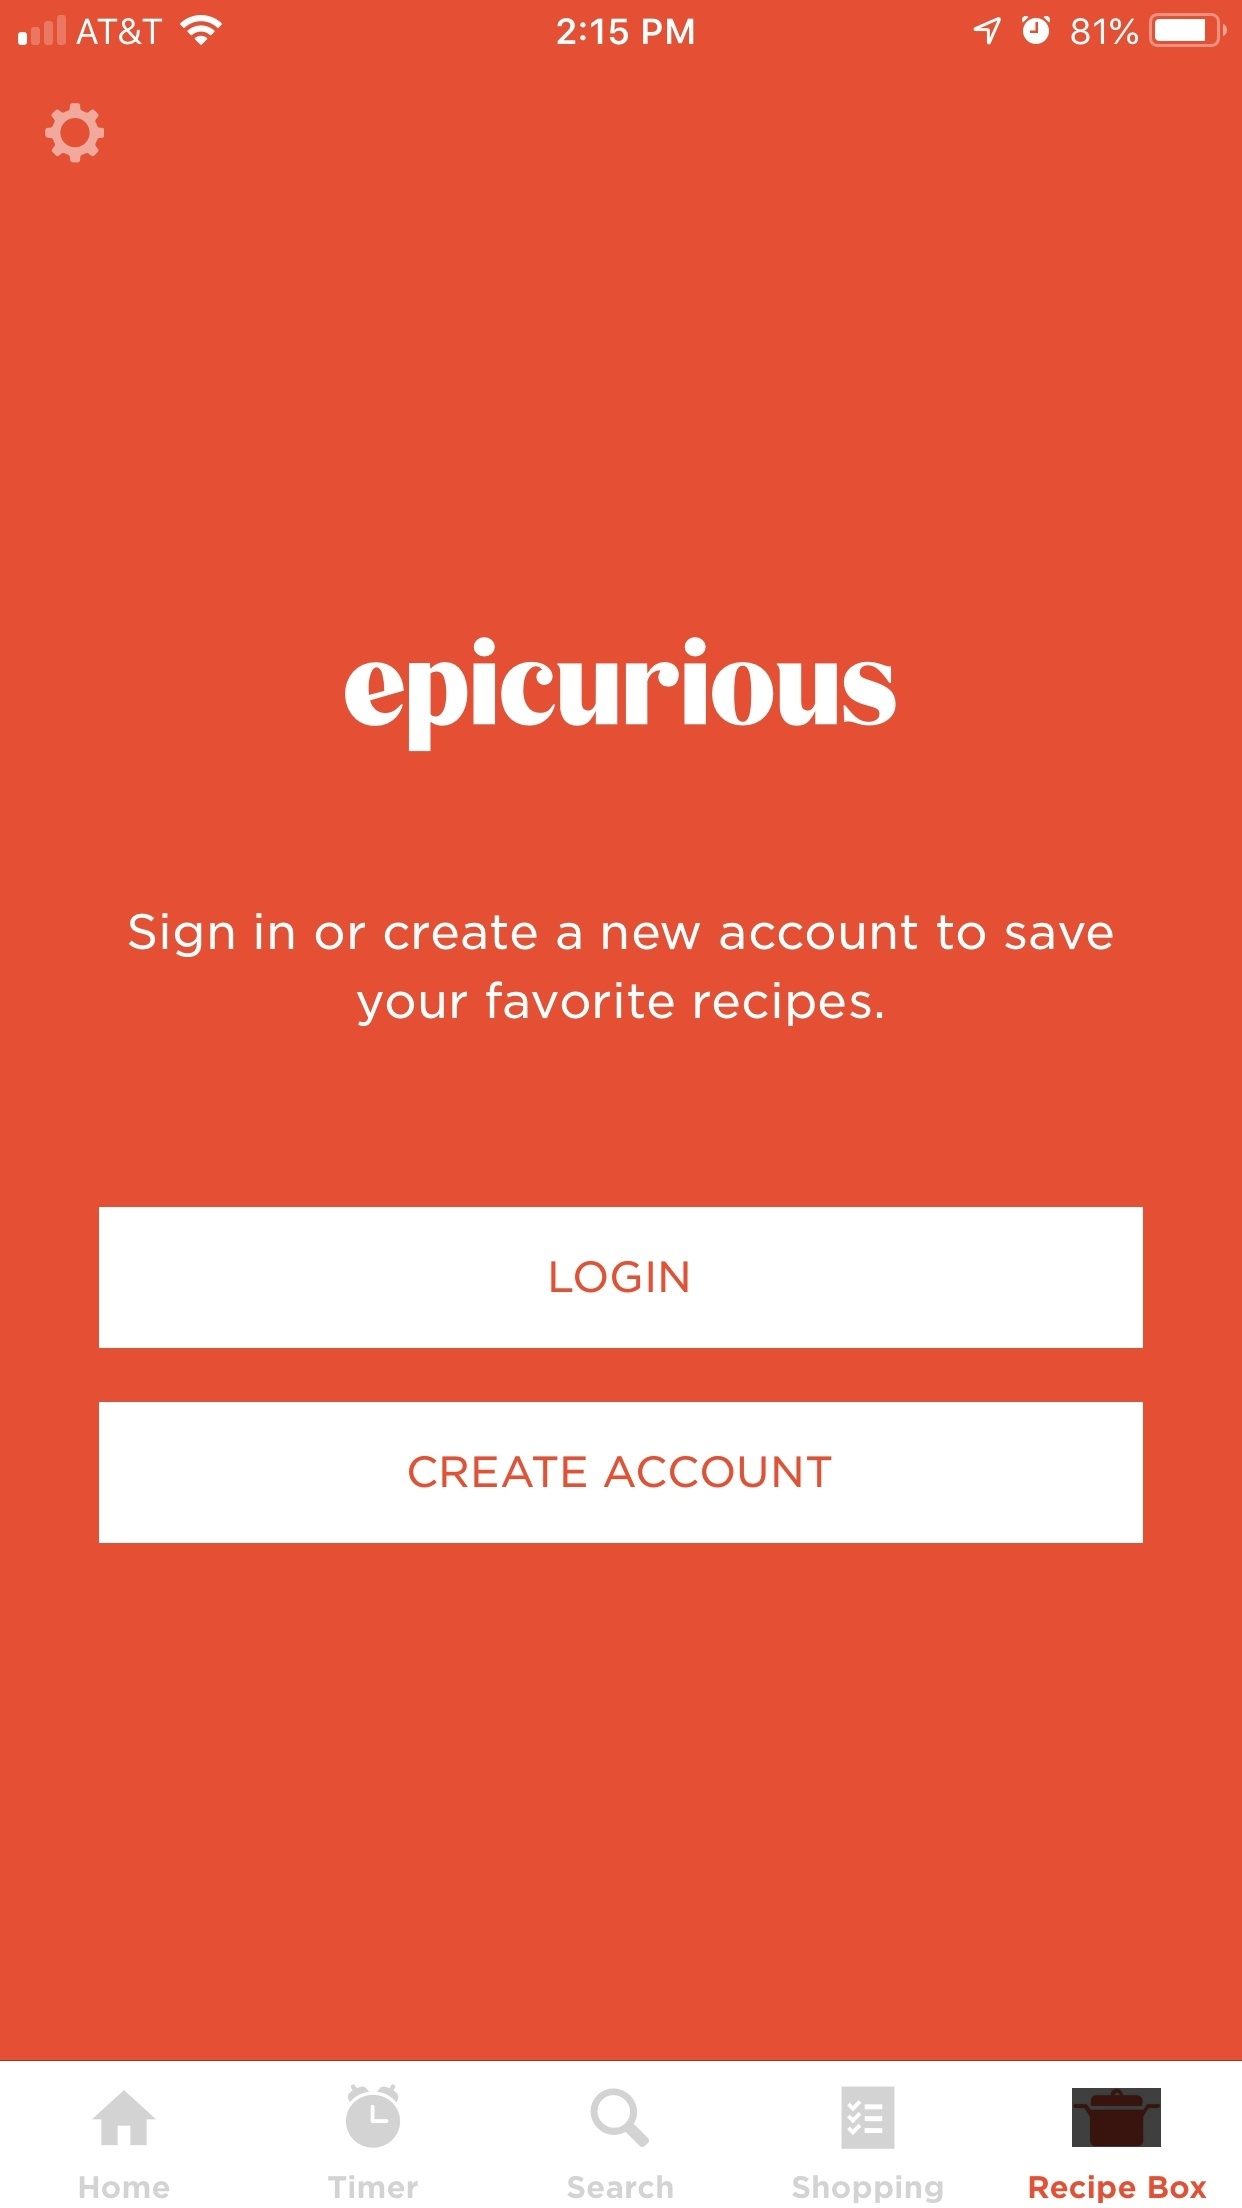 AT&T 2:15 PM 81%
epicurious
Sign in or create a new account to save
your favorite recipes.
LOGIN
CREATE ACCOUNT
Home Timer Search Shopping Recipe Box